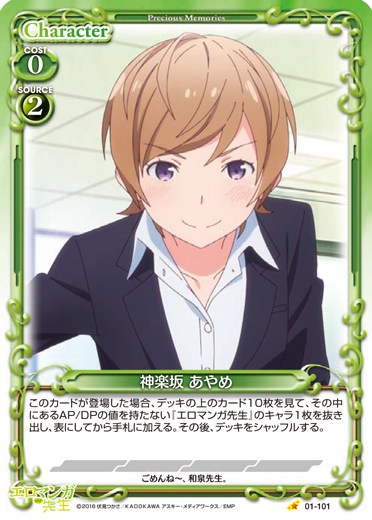 Precious Memories
Character
COST
0
SOURCE
2
神楽坂 あやめ
このカードが登場した場合、デッキの上のカード10枚を見て、その中
にあるAP/DPの値を持たない『エロマンガ先生』のキャラ1枚を抜き
出し、表にしてから手札に加える。その後、デッキをシャッフルする。
ごめんね～、和泉先生。
エロマンガ
先生
01-101
©2016 伏見つかさ/KADOKAWA アスキー・メディアワークス/EMP